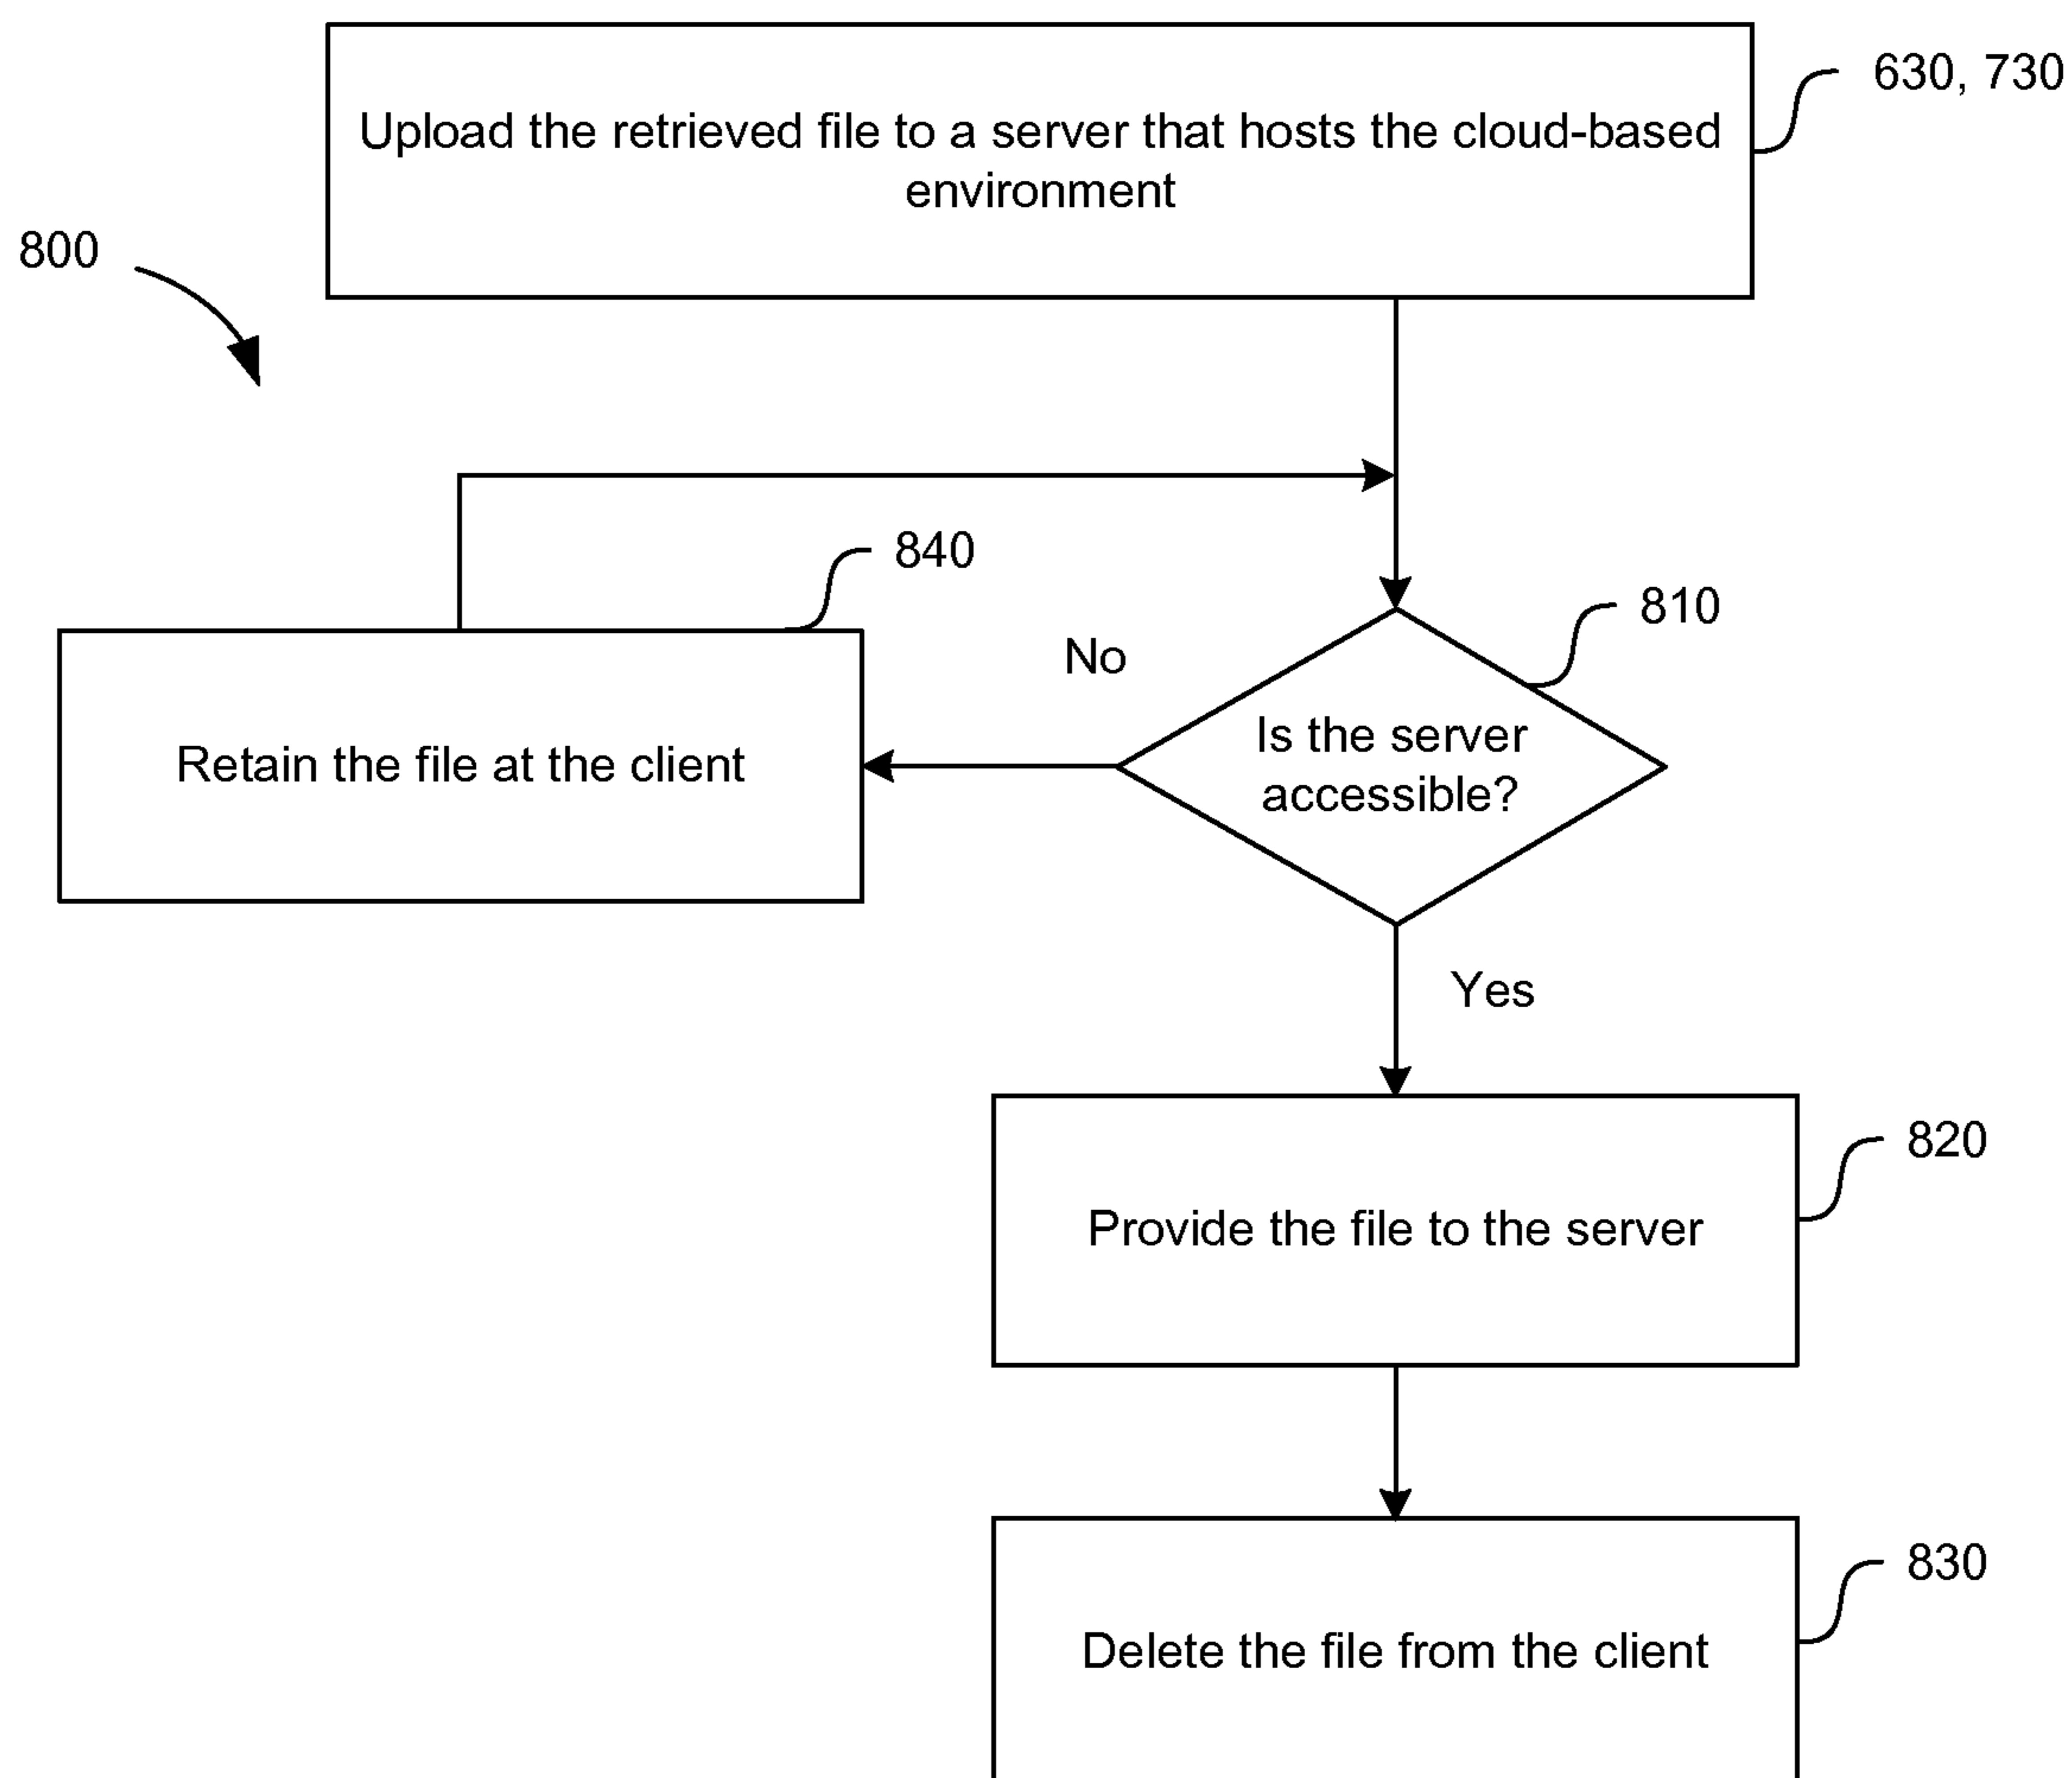 Upload the retrieved file to a server that hosts the cloud-based
environment
630, 730
800
840
810
No
Is the server
accessible?
Retain the file at the client
Yes
820
Provide the file to the server
830
Delete the file from the client